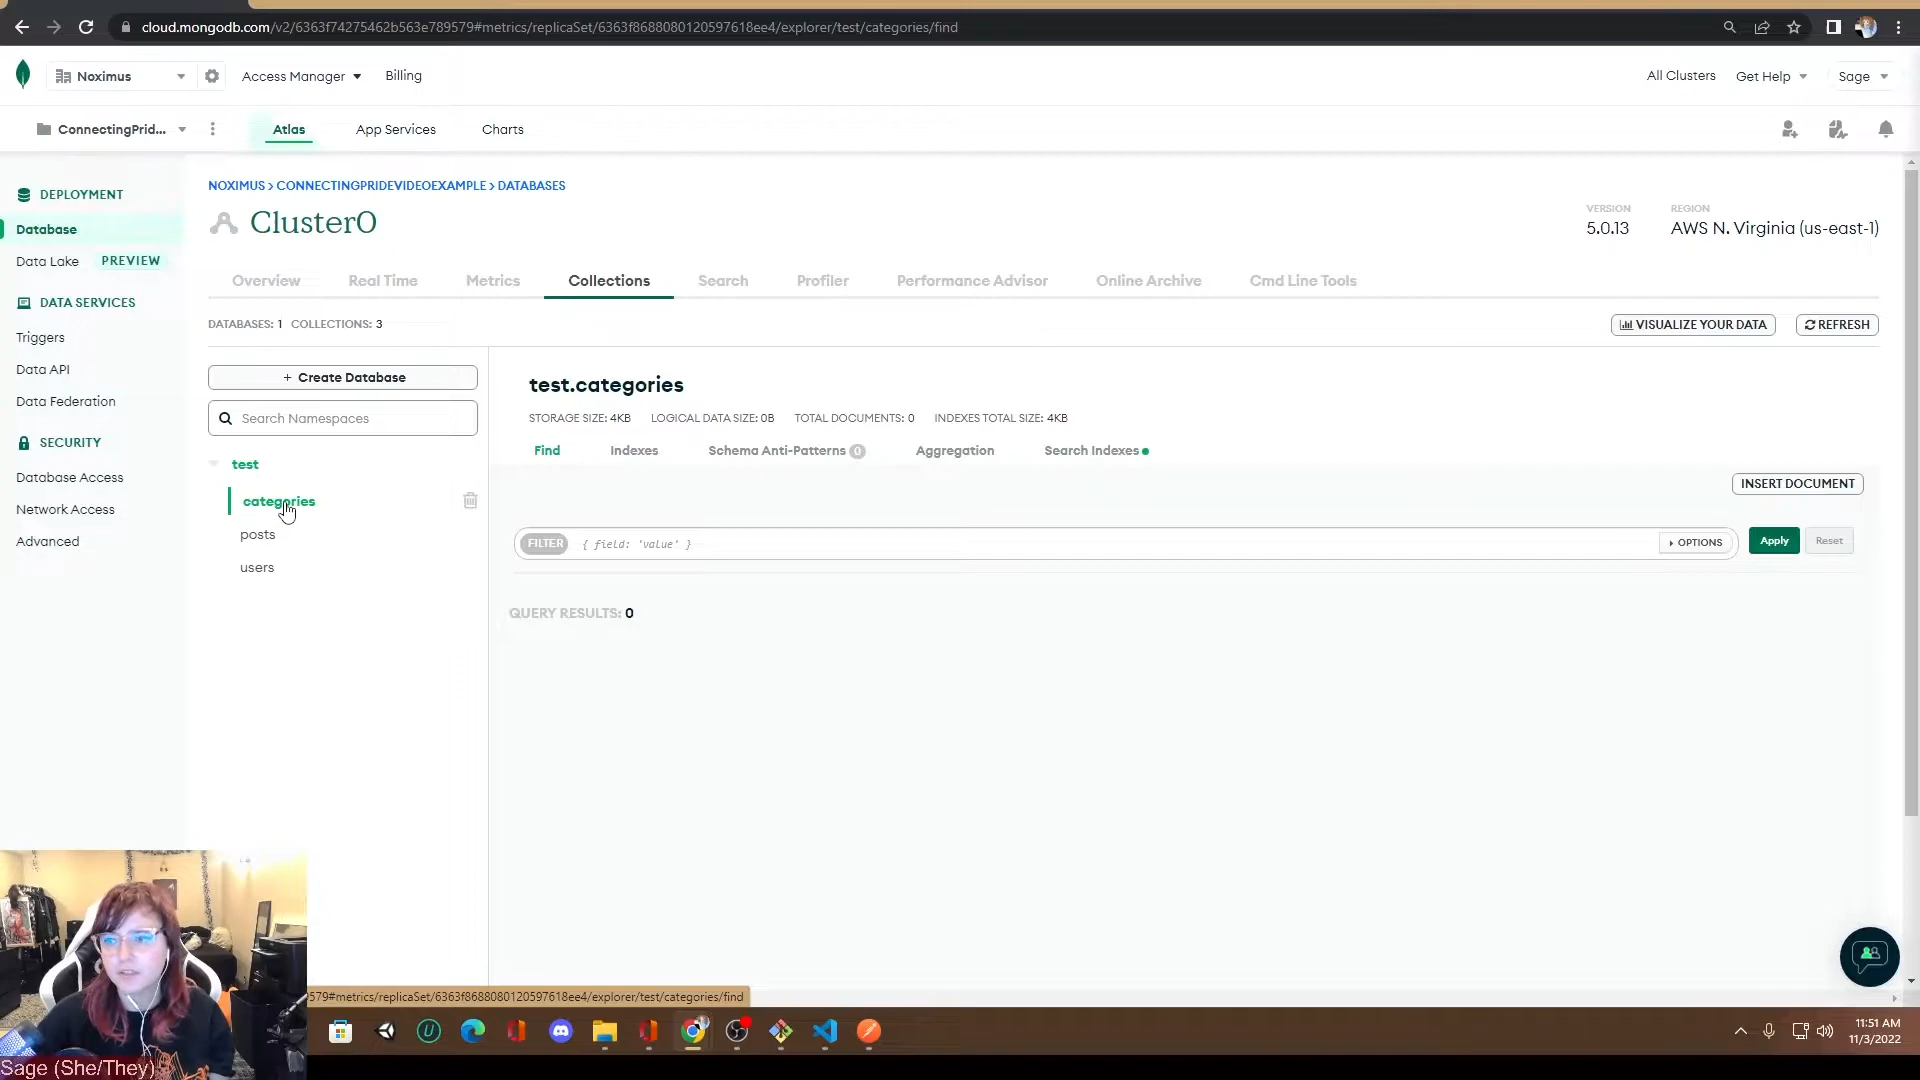 cloud.mongodb.com/v2/6363f74275462b563e789579#metrics/replicaSet/6363f8688080120597618ee4/explorer/test/categories/find
Noximus
Access Manager
Billing
All Clusters
Get Help
Sage
ConnectingPrid...
Atlas
App Services
Charts
DEPLOYMENT
Database
Data Lake PREVIEW
DATA SERVICES
Triggers
Data API
Data Federation
SECURITY
Database Access
Network Access
Advanced
NOXIMUS > CONNECTINGPRIDEVIDEOEXAMPLE > DATABASES
Cluster0
VERSION
5.0.13
REGION
AWS N. Virginia (us-east-1)
Overview
Real Time
Metrics
Collections
Search
Profiler
Performance Advisor
Online Archive
Cmd Line Tools
DATABASES: 1 COLLECTIONS: 3
VISUALIZE YOUR DATA
REFRESH
+ Create Database
Search Namespaces
test
categories
posts
users
test.categories
STORAGE SIZE: 4KB LOGICAL DATA SIZE: 0B TOTAL DOCUMENTS: 0 INDEXES TOTAL SIZE: 4KB
Find
Indexes
Schema Anti-Patterns 0
Aggregation
Search Indexes
INSERT DOCUMENT
FILTER { field: 'value' }
OPTIONS
Apply
Reset
QUERY RESULTS: 0
9579#metrics/replicaSet/6363f8688080120597618ee4/explorer/test/categories/find
11:51 AM
11/3/2022
Sage (She/They)